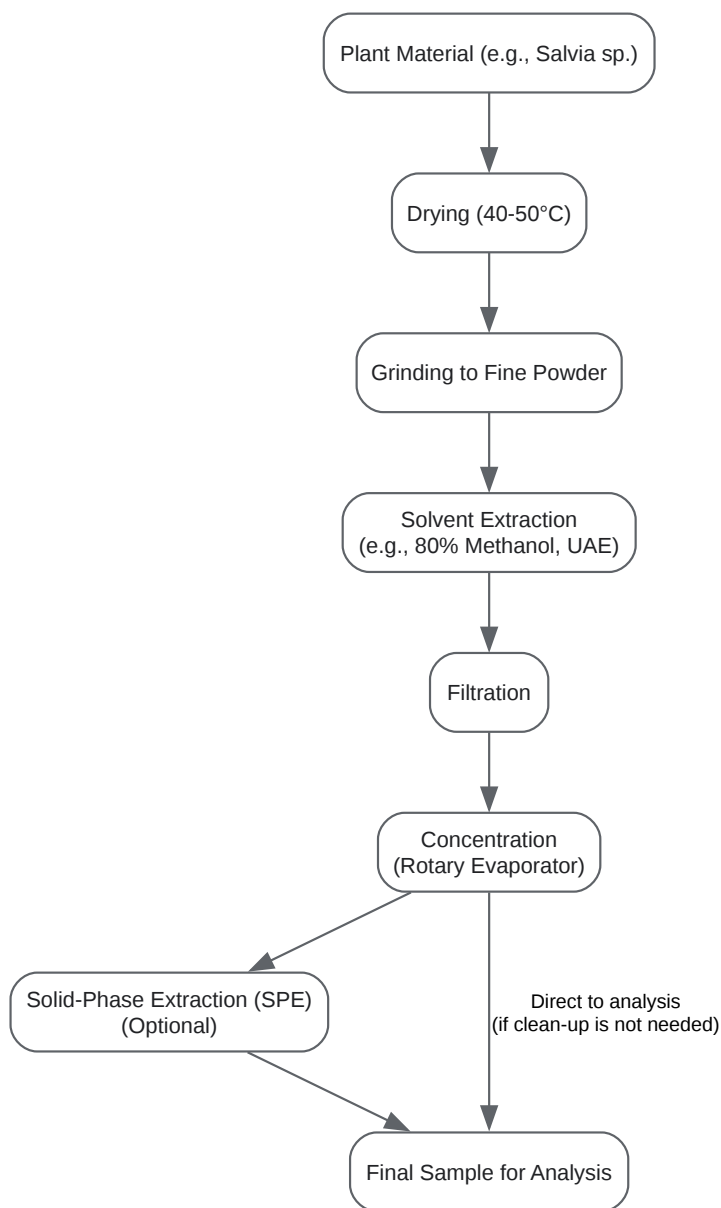 Plant Material (e.g., Salvia sp.)
Drying (40-50°C)
Grinding to Fine Powder
Solvent Extraction
(e.g., 80% Methanol, UAE)
Filtration
Concentration
(Rotary Evaporator)
Solid-Phase Extraction (SPE)
(Optional)
Direct to analysis
(if clean-up is not needed)
Final Sample for Analysis